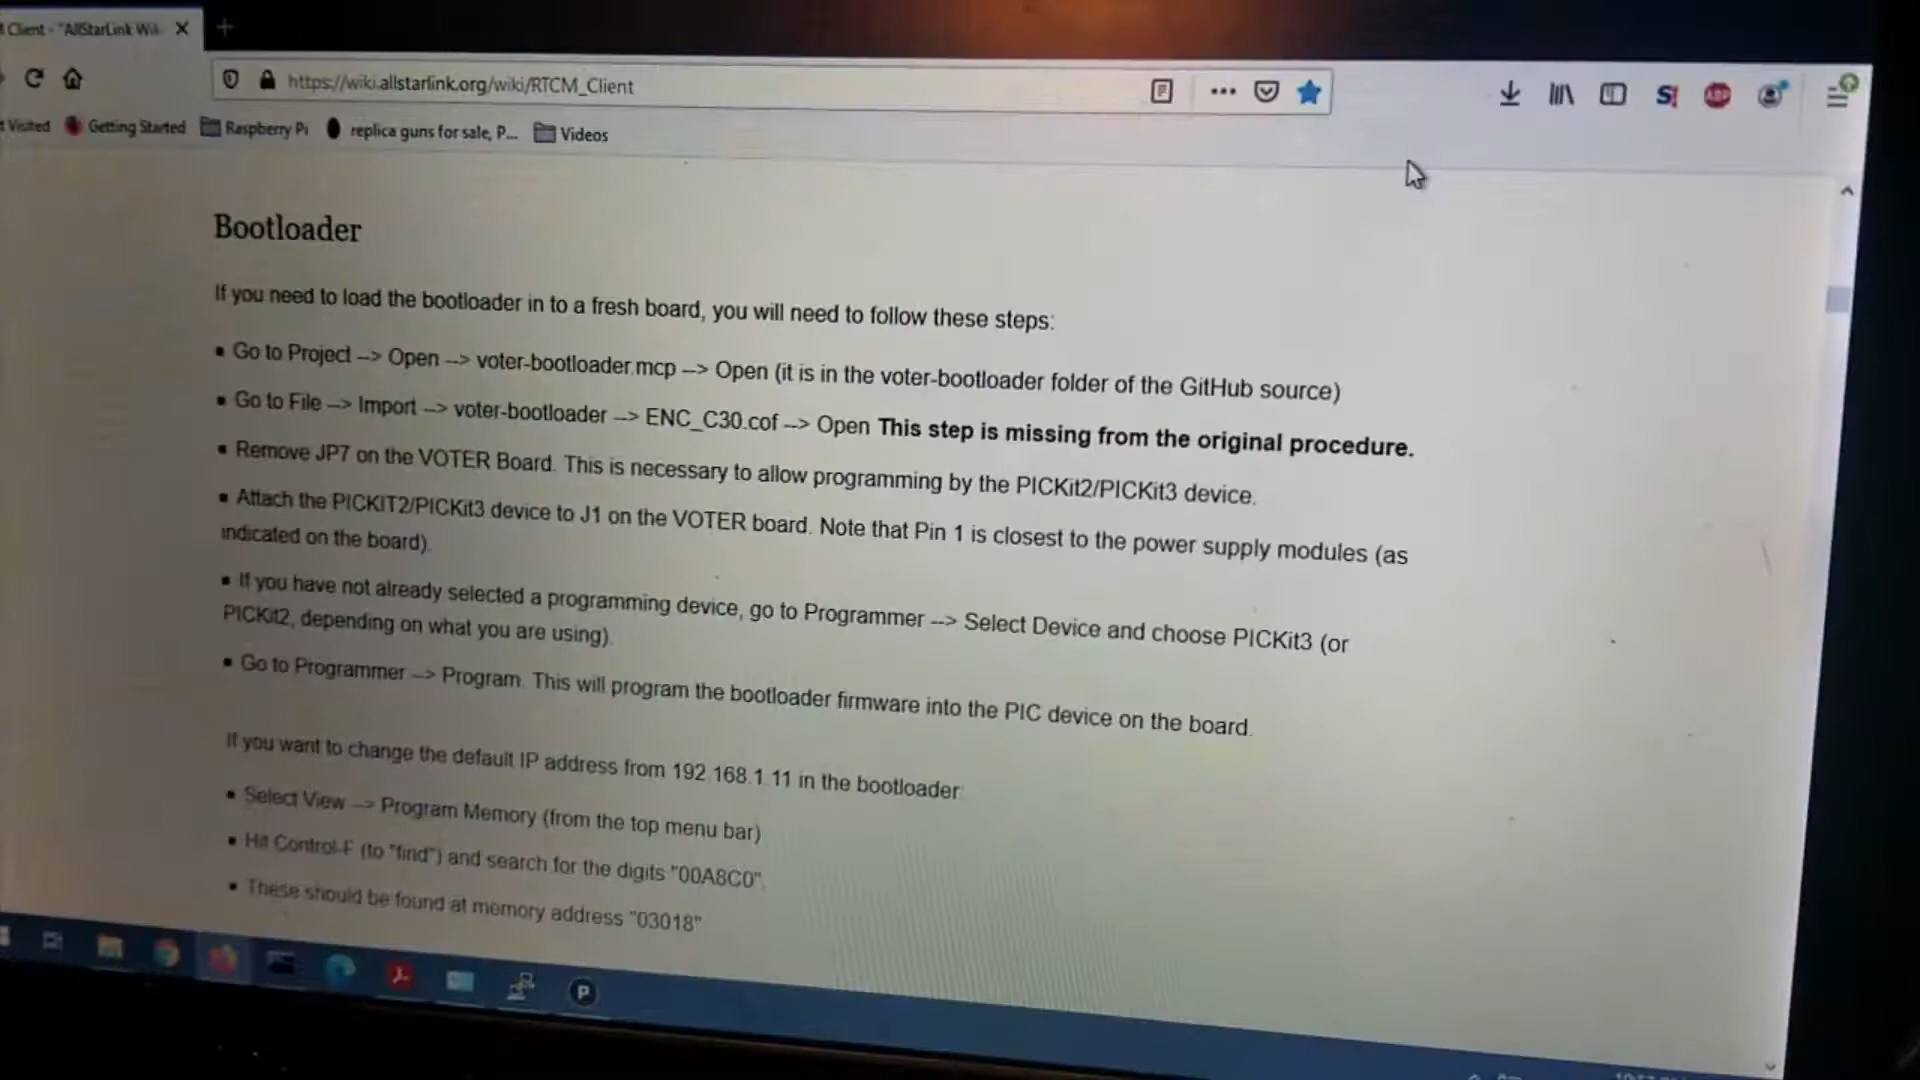 Client - "AllStarLink Wiki
https://wiki.allstarlink.org/wiki/RTCM_Client
Visited Getting Started Raspberry Pi replica guns for sale, P... Videos
Bootloader
If you need to load the bootloader in to a fresh board, you will need to follow these steps:
▪ Go to Project --> Open --> voter-bootloader.mcp --> Open (it is in the voter-bootloader folder of the GitHub source)
▪ Go to File --> Import --> voter-bootloader --> ENC_C30.cof --> Open This step is missing from the original procedure.
▪ Remove JP7 on the VOTER Board. This is necessary to allow programming by the PICKit2/PICKit3 device.
▪ Attach the PICKIT2/PICKit3 device to J1 on the VOTER board. Note that Pin 1 is closest to the power supply modules (as
indicated on the board).
▪ If you have not already selected a programming device, go to Programmer --> Select Device and choose PICKit3 (or
PICKit2, depending on what you are using).
▪ Go to Programmer --> Program. This will program the bootloader firmware into the PIC device on the board.
If you want to change the default IP address from 192.168.1.11 in the bootloader:
▪ Select View --> Program Memory (from the top menu bar)
▪ Hit Control-F (to "find") and search for the digits "00A8C0".
▪ These should be found at memory address "03018"